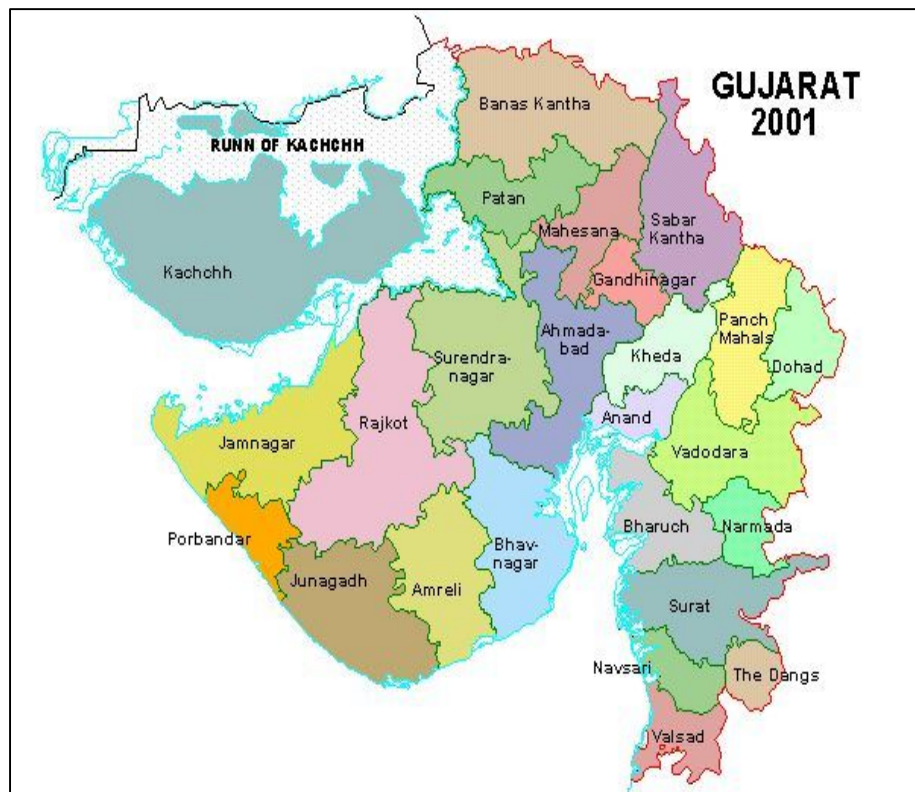 GUJARAT
2001
Banas Kantha
RUNN OF KACHCHH
Patan
Sabar
Kantha
Mahesana
Kachchh
Gandhinagar
Panch
Mahals
Ahmada-
bad
Surendra-
nagar
Kheda
Dohad
Anand
Rajkot
Jamnagar
Vadodara
Bharuch
Narmada
Porbandar
Bhav-
nagar
Junagadh
Amreli
Surat
Navsari
The Dangs
Valsad